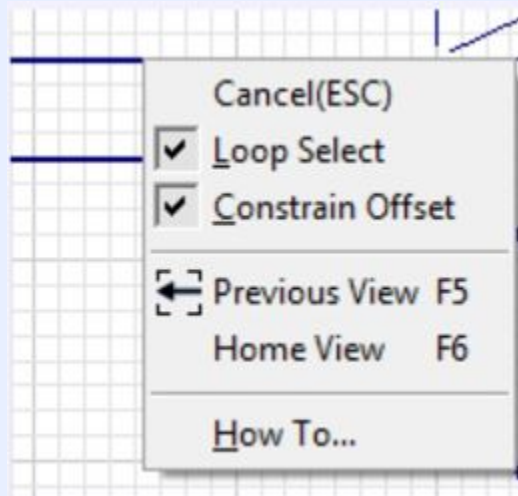 Cancel(ESC)
Loop Select
Constrain Offset
Previous View F5
Home View F6
How To...